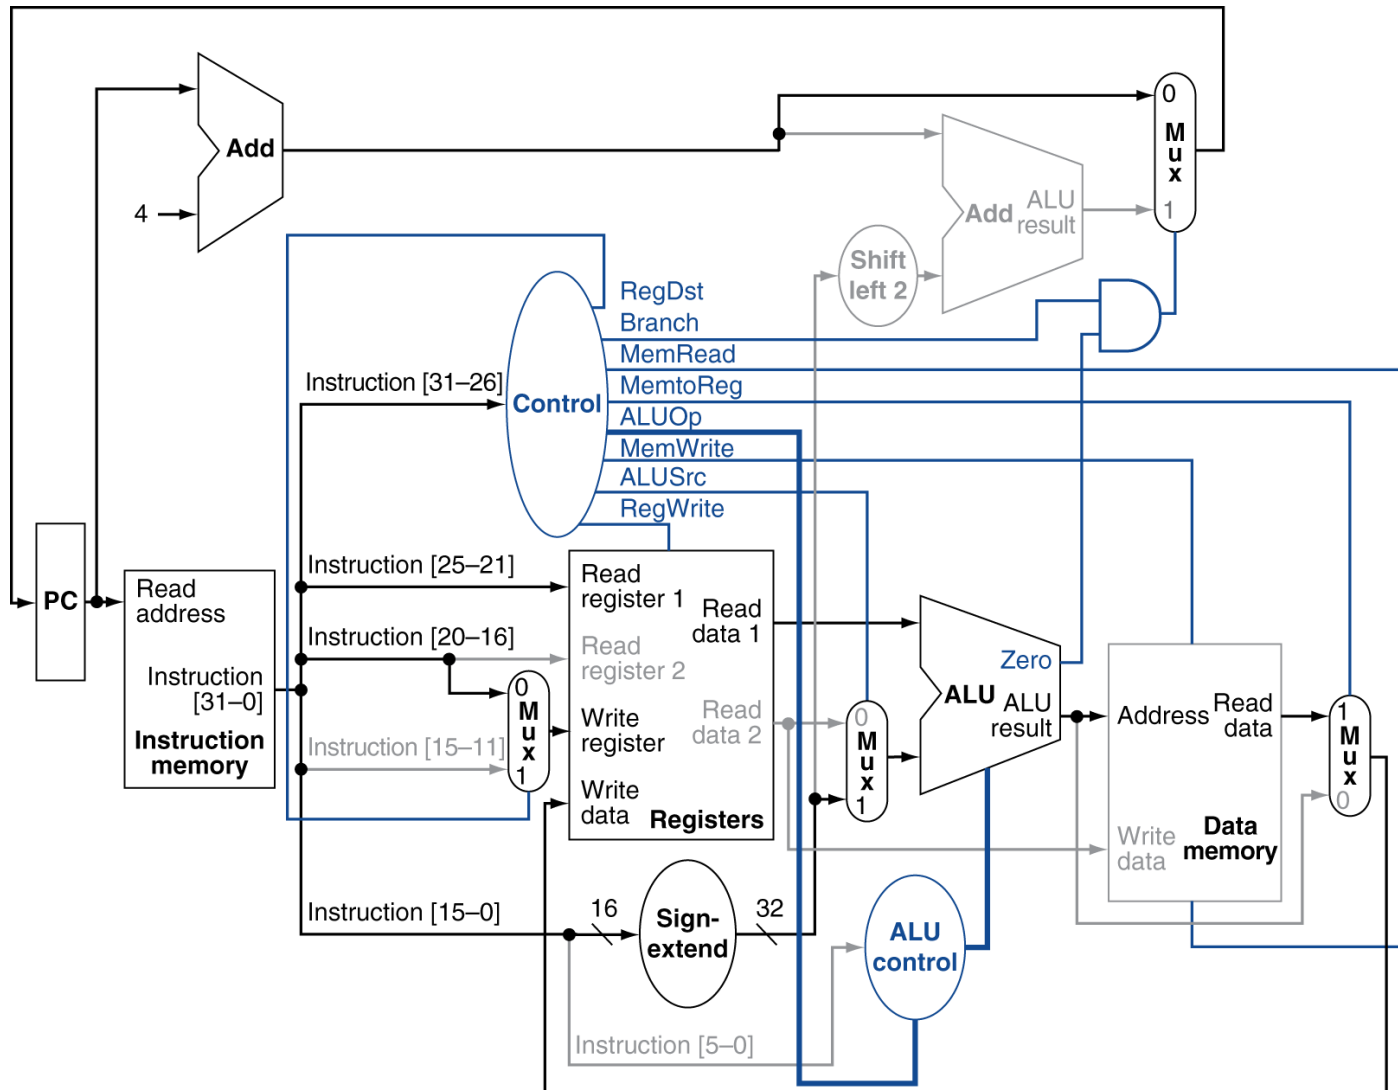 0
M
u
x
1
Add
4
Add
ALU
result
Shift
left 2
RegDst
Branch
MemRead
MemtoReg
ALUOp
MemWrite
ALUSrc
RegWrite
Instruction [31–26]
Control
PC
Read
address
Instruction
[31–0]
Instruction
memory
Instruction [25–21]
Instruction [20–16]
Instruction [15–11]
0
M
u
x
1
Read
register 1
Read
register 2
Write
register
Write
data
Read
data 1
Read
data 2
Registers
0
M
u
x
1
Zero
ALU
ALU
result
Address
Read
data
Write
data
Data
memory
1
M
u
x
0
Instruction [15–0]
16
Sign-
extend
32
ALU
control
Instruction [5–0]